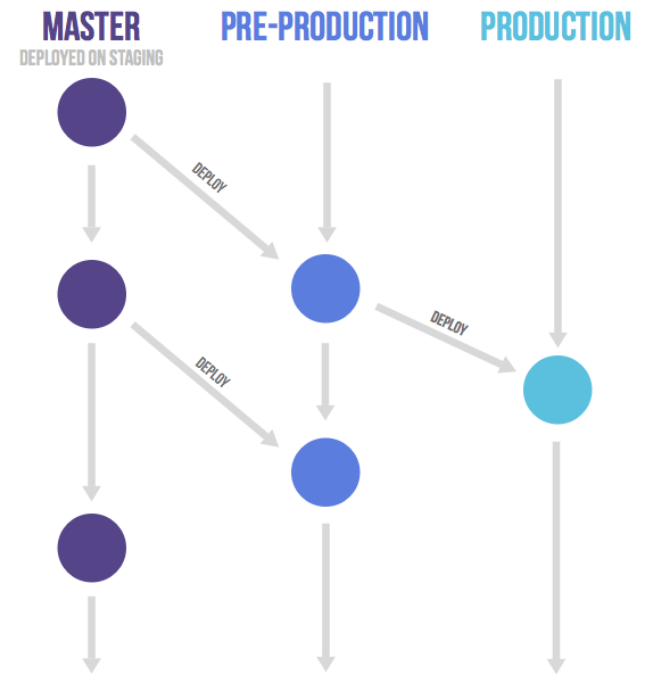 MASTER
DEPLOYED ON STAGING
PRE-PRODUCTION
PRODUCTION
DEPLOY
DEPLOY
DEPLOY